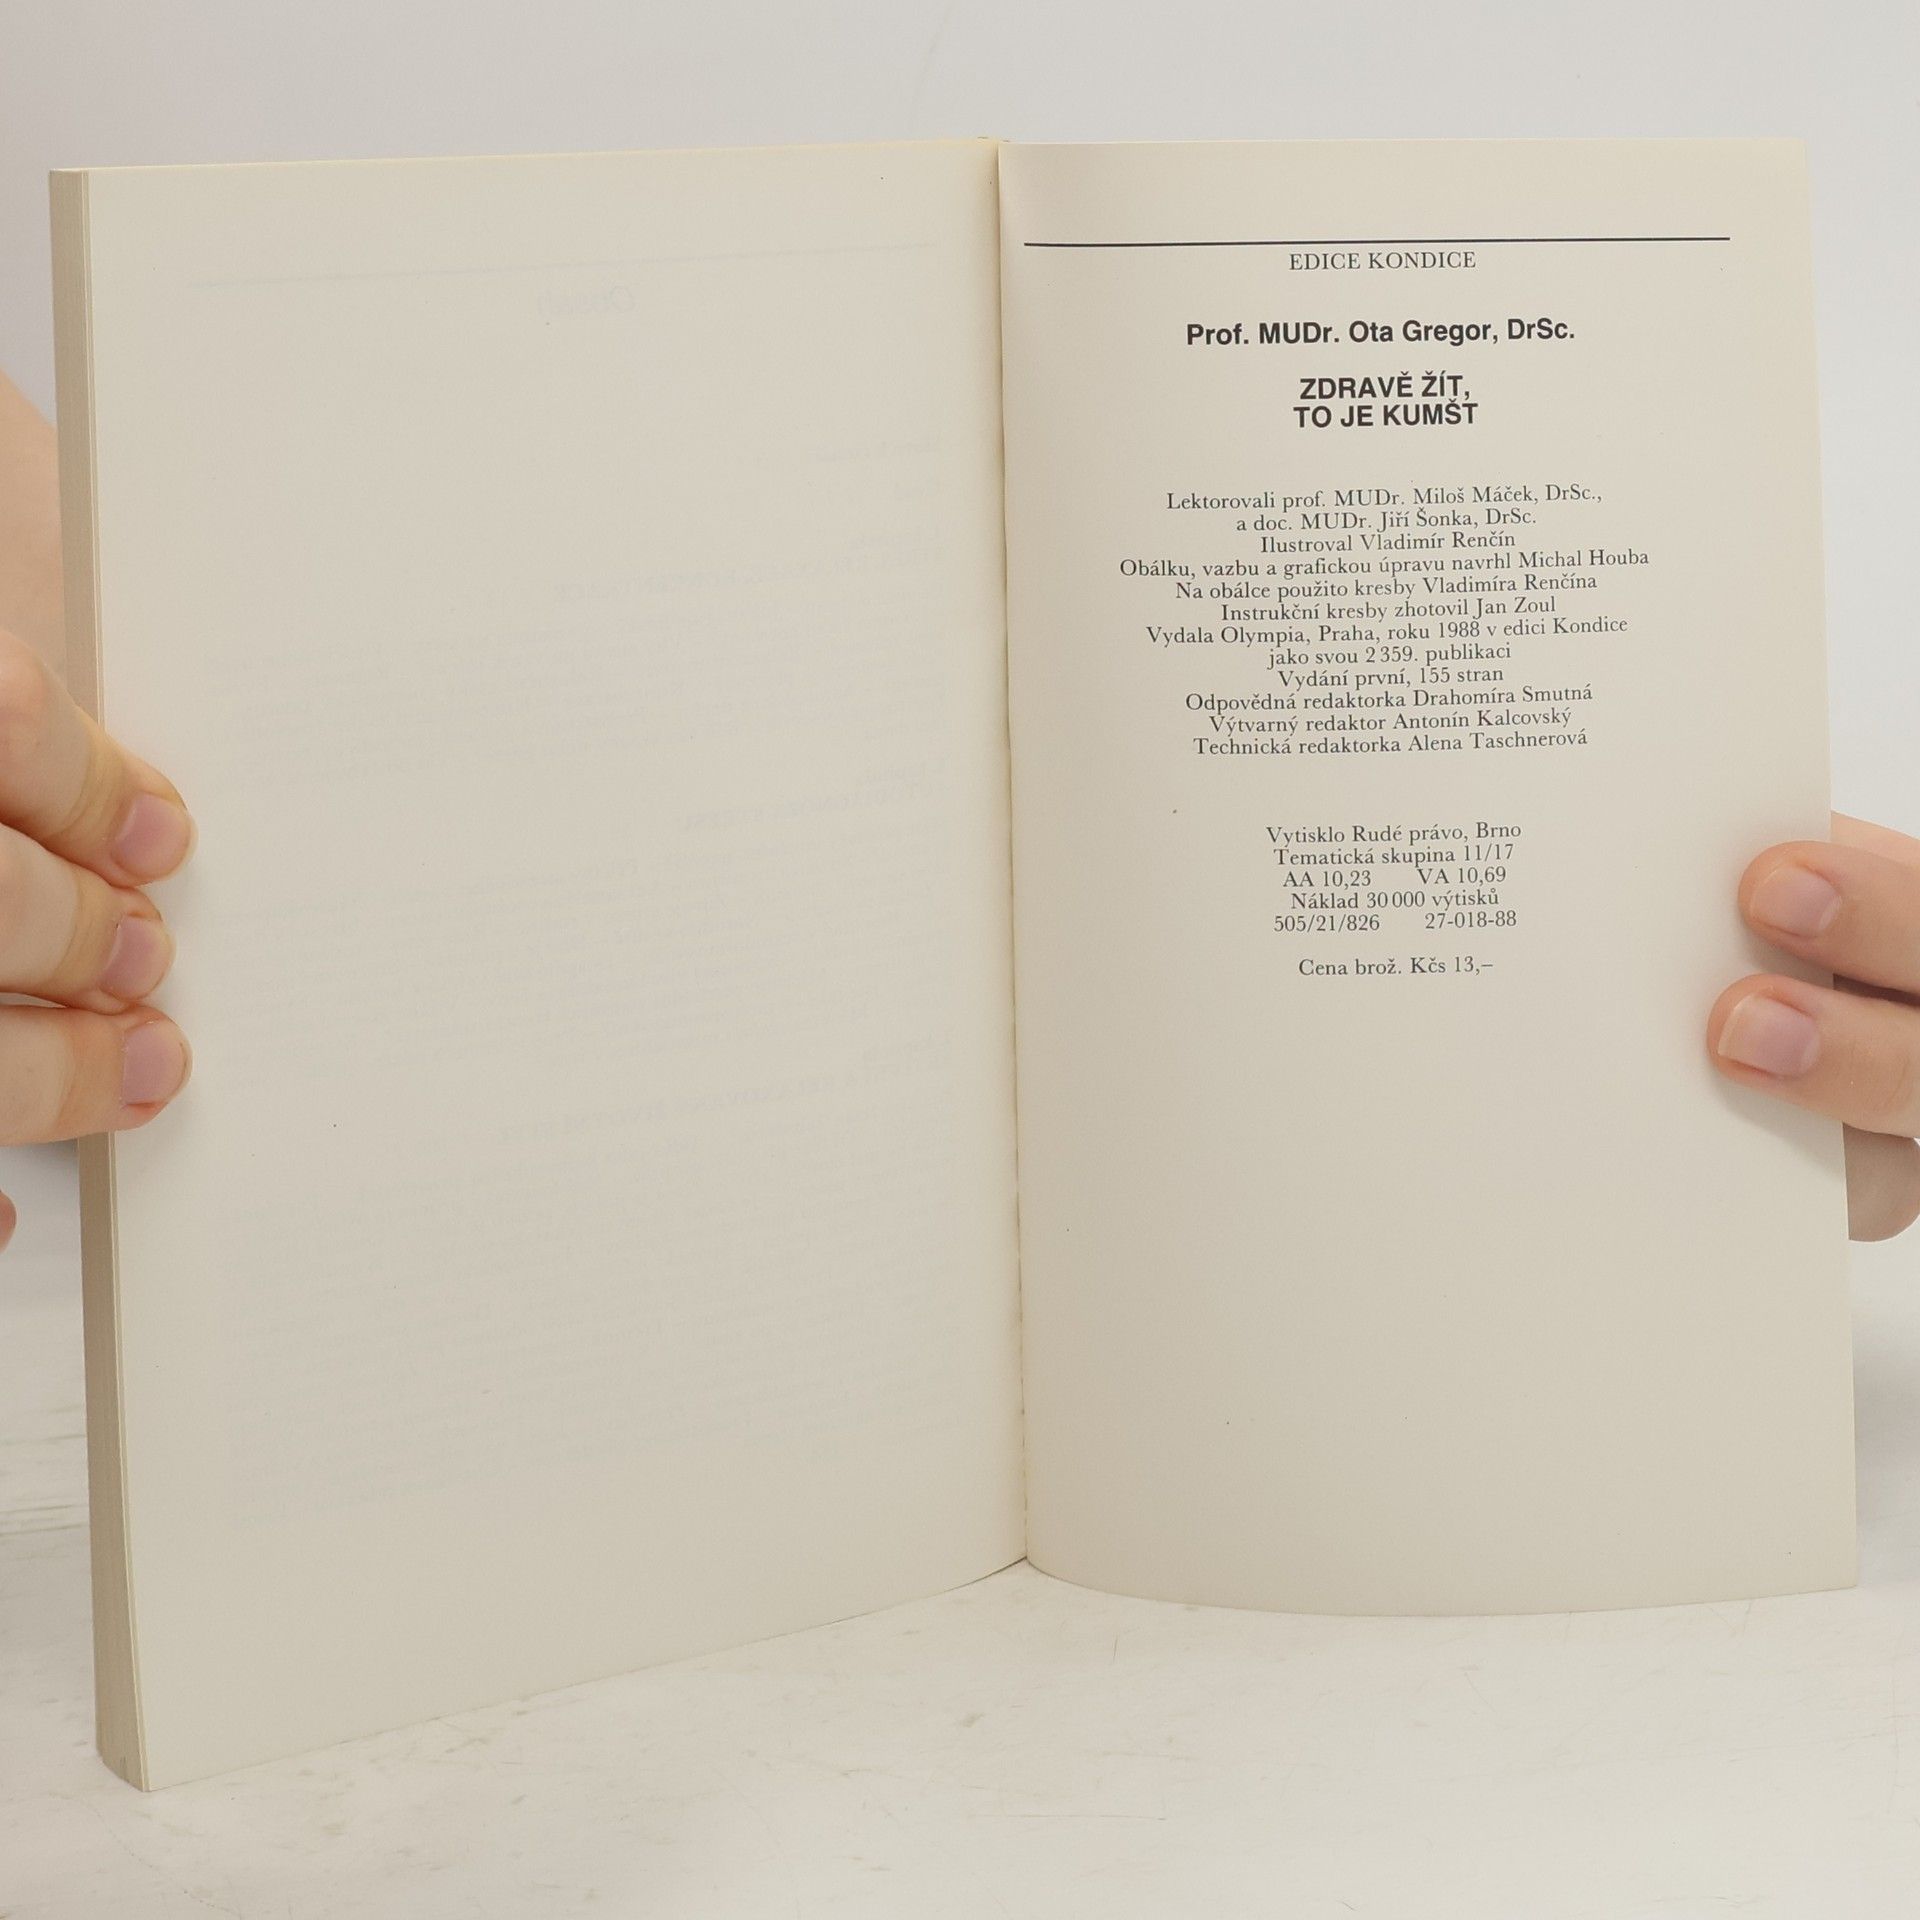 EDICE KONDICE
Prof. MUDr. Ota Gregor, DrSc.
ZDRAVĚ ŽÍT,
TO JE KUMŠT
Lektorovali prof. MUDr. Miloš Máček, DrSc.,
a doc. MUDr. Jiří Šonka, DrSc.
Ilustroval Vladimír Renčín
Obálku, vazbu a grafickou úpravu navrhl Michal Houba
Na obálce použito kresby Vladimíra Renčína
Instrukční kresby zhotovil Jan Zoul
Vydala Olympia, Praha, roku 1988 v edici Kondice
jako svou 2 359. publikaci
Vydání první, 155 stran
Odpovědná redaktorka Drahomíra Smutná
Výtvarný redaktor Antonín Kalcovský
Technická redaktorka Alena Taschnerová
Vytisklo Rudé právo, Brno
Tematická skupina 11/17
AA 10,23 VA 10,69
Náklad 30 000 výtisků
505/21/826 27-018-88
Cena brož. Kčs 13,–